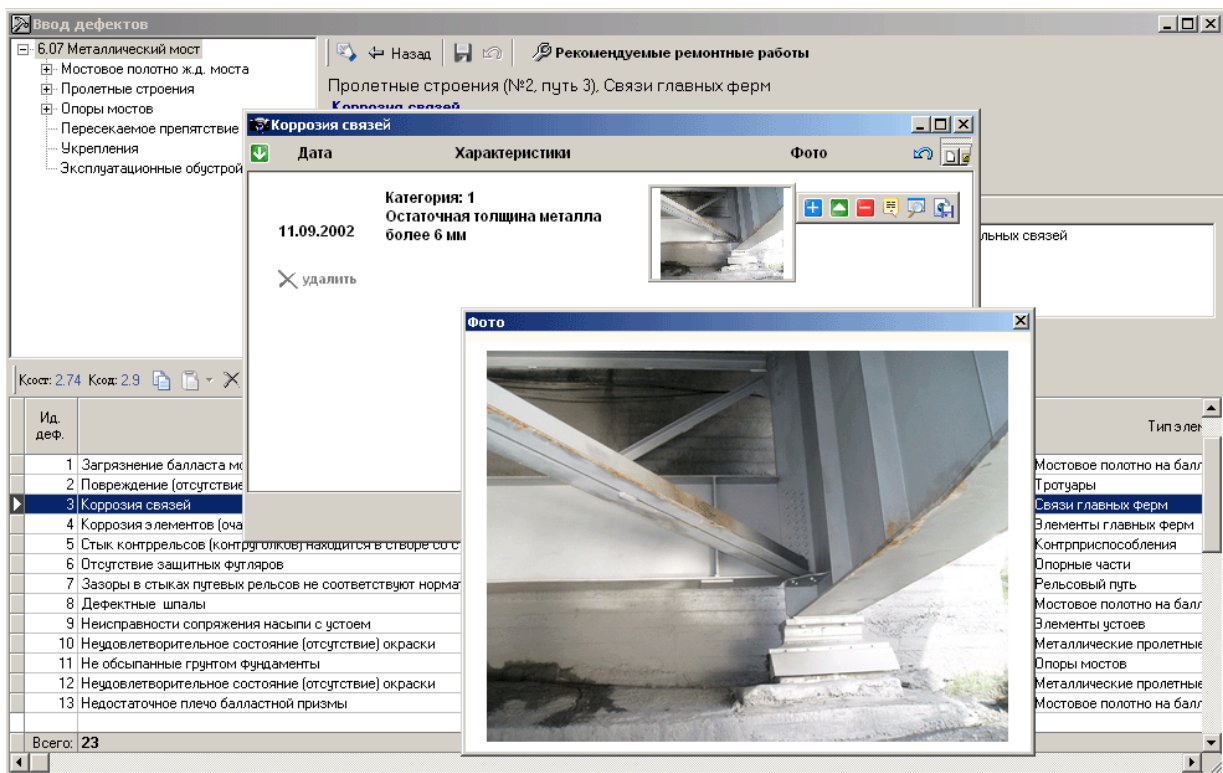 Ввод дефектов
6.07 Металлический мост
Мостовое полотно ж.д. моста
Пролетные строения
Опоры мостов
Пересекаемое препятствие
Укрепления
Эксплуатационные обустрой
Назад
Рекомендуемые ремонтные работы
Пролетные строения (№2, путь 3), Связи главных ферм
Коррозия связей
Коррозия связей
Дата Характеристики Фото
Категория: 1
Остаточная толщина металла
более 6 мм
11.09.2002
удалить
льных связей
Фото
Ксост: 2.74 Ксод: 2.9
Ид.
деф.
Тип элем
1 Загрязнение балласта мо Мостовое полотно на балл
2 Повреждение (отсутствие Тротуары
3 Коррозия связей Связи главных ферм
4 Коррозия элементов (оча Элементы главных ферм
5 Стык контррельсов (контруголков) находится в створе со с Контрприспособления
6 Отсутствие защитных футляров Опорные части
7 Зазоры в стыках путевых рельсов не соответствуют нормат Рельсовый путь
8 Дефектные шпалы Мостовое полотно на балл
9 Неисправности сопряжения насыпи с устоем Элементы устоев
10 Неудовлетворительное состояние (отсутствие) окраски Металлические пролетные
11 Не обсыпанные грунтом фундаменты Опоры мостов
12 Неудовлетворительное состояние (отсутствие) окраски Металлические пролетные
13 Недостаточное плечо балластной призмы Мостовое полотно на балл
Всего: 23